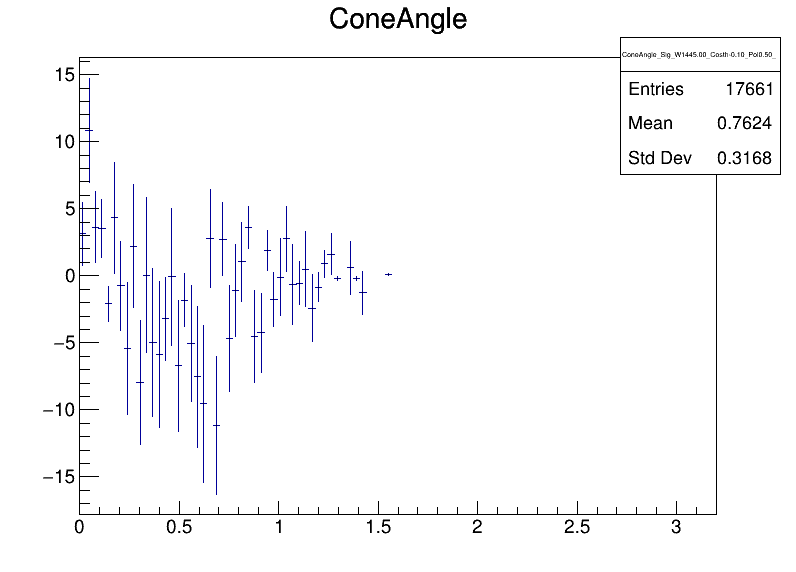 ConeAngle
ConeAngle_Sig_W1445.00_Costh-0.10_Pol0.50_
Entries 17661
Mean 0.7624
Std Dev 0.3168
15
10
5
0
−5
−10
−15
0 0.5 1 1.5 2 2.5 3